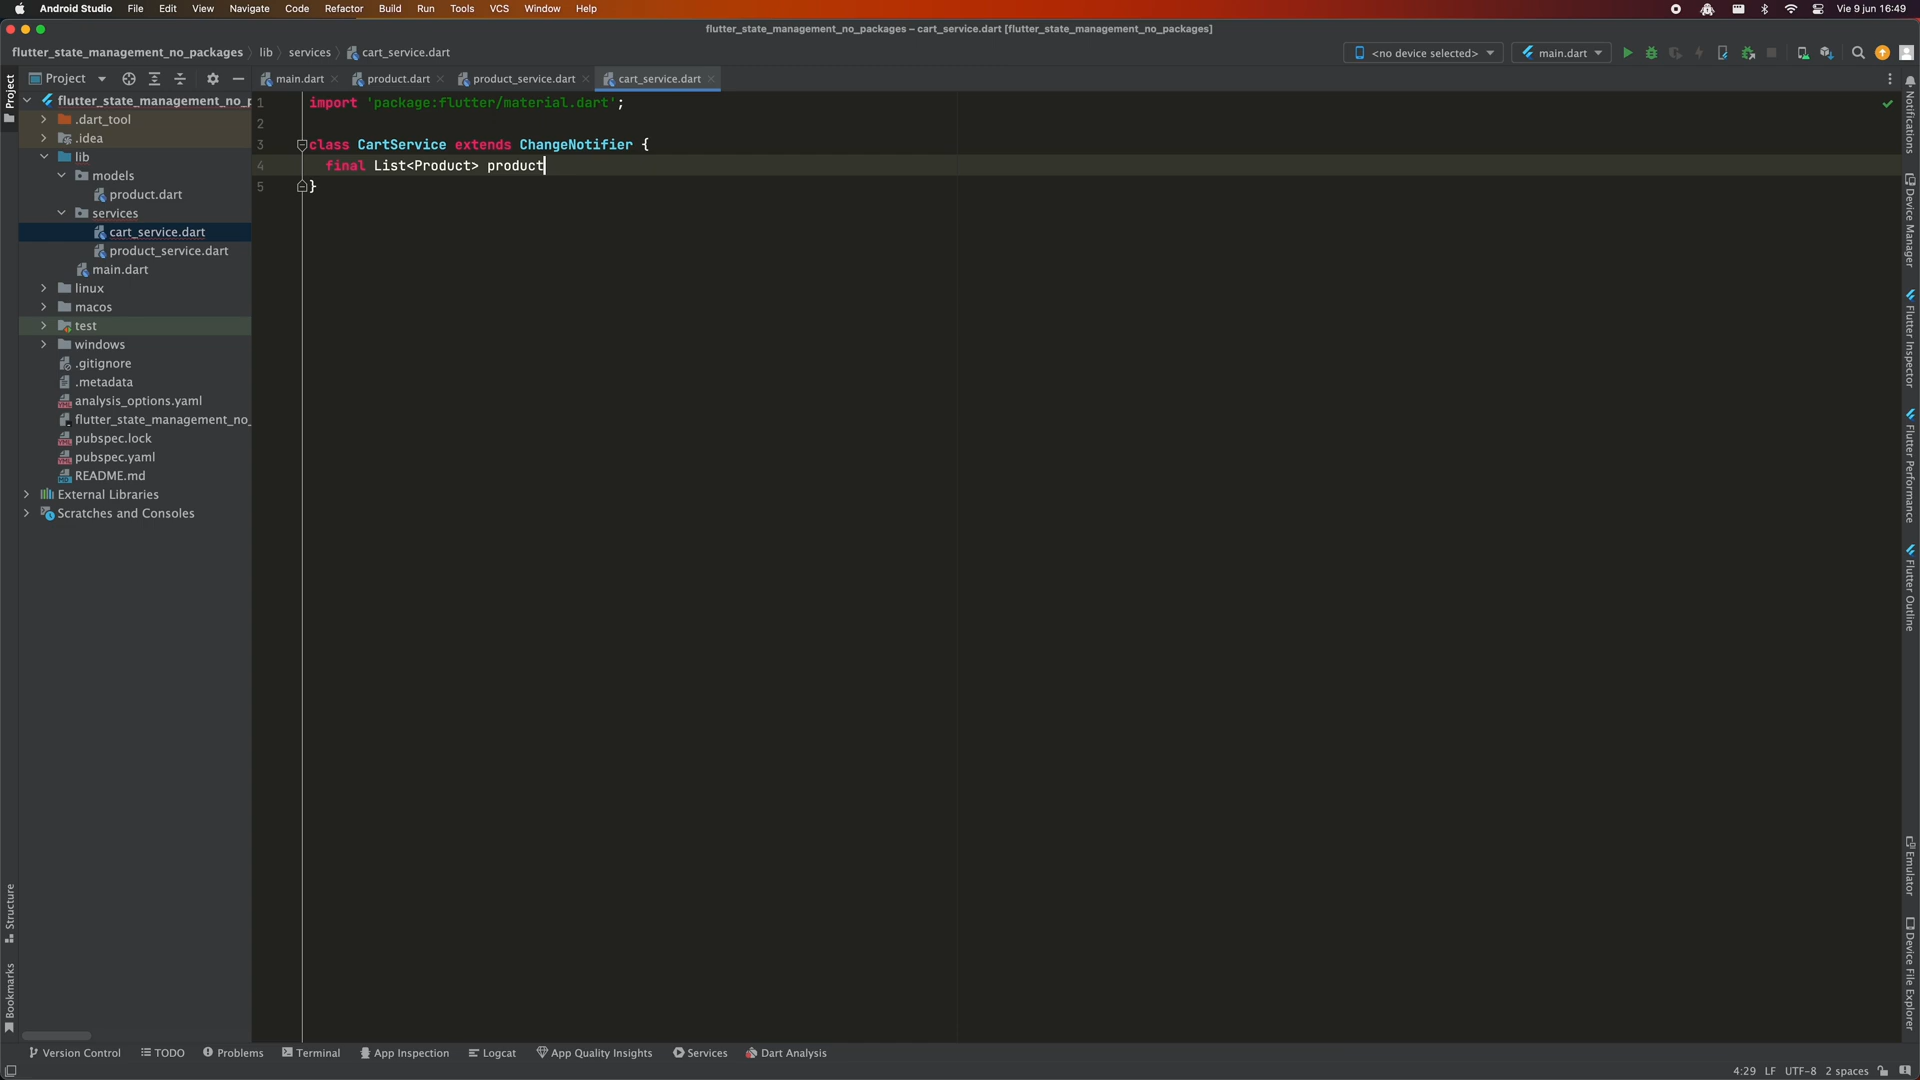 Android Studio File Edit View Navigate Code Refactor Build Run Tools VCS Window Help Vie 9 jun 16:49
flutter_state_management_no_packages – cart_service.dart [flutter_state_management_no_packages]
flutter_state_management_no_packages lib services cart_service.dart <no device selected> main.dart
Project main.dart product.dart product_service.dart cart_service.dart
flutter_state_management_no_p
.dart_tool
.idea
lib
models
product.dart
services
cart_service.dart
product_service.dart
main.dart
linux
macos
test
windows
.gitignore
.metadata
analysis_options.yaml
flutter_state_management_no_
pubspec.lock
pubspec.yaml
README.md
External Libraries
Scratches and Consoles
1 import 'package:flutter/material.dart';
2
3 class CartService extends ChangeNotifier {
4 final List<Product> product
5 }
Project
Structure
Bookmarks
Notifications
Device Manager
Flutter Inspector
Flutter Performance
Flutter Outline
Emulator
Device File Explorer
Version Control TODO Problems Terminal App Inspection Logcat App Quality Insights Services Dart Analysis
4:29 LF UTF-8 2 spaces